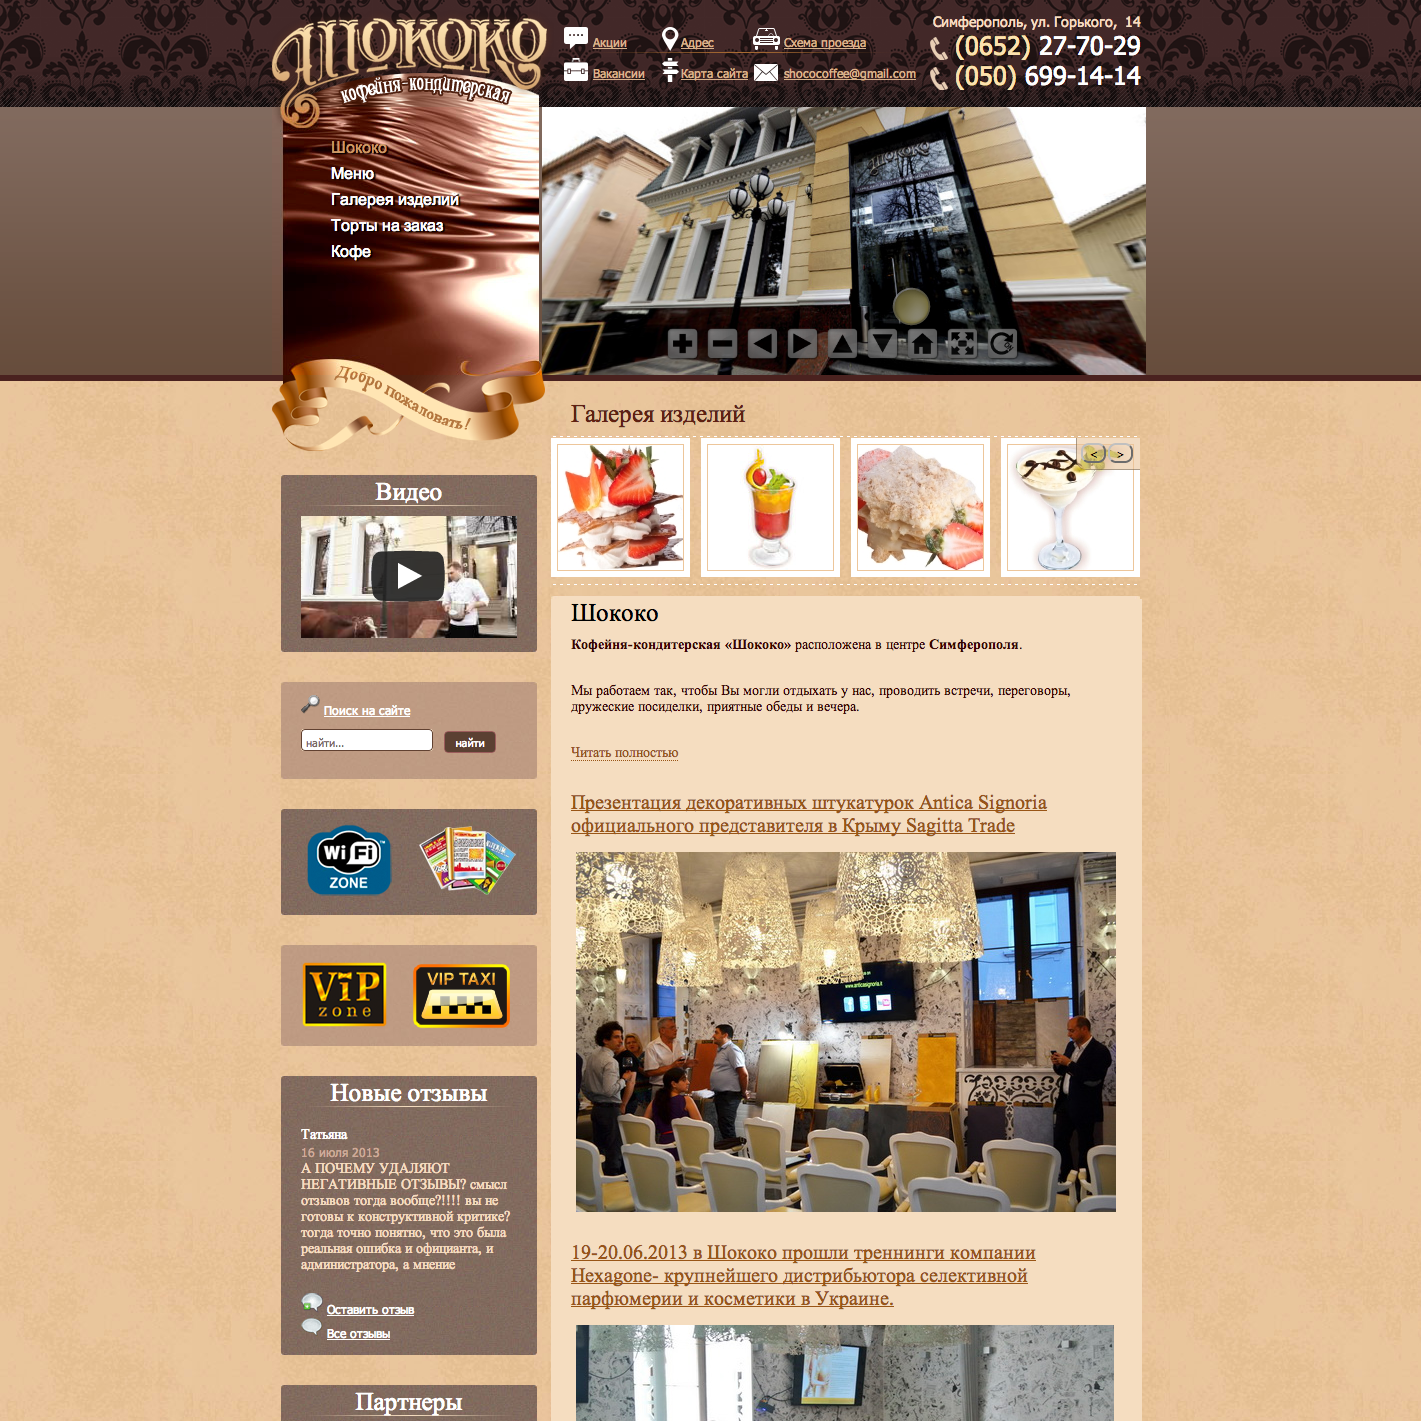 Шококо
кофейня-кондитерская
Акции
Адрес
Схема проезда
Вакансии
Карта сайта
shococoffee@gmail.com
Симферополь, ул. Горького, 14
(0652) 27-70-29
(050) 699-14-14
Шококо
Меню
Галерея изделий
Торты на заказ
Кофе
Добро пожаловать!
Галерея изделий
< >
Видео
Поиск на сайте
найти...
найти
Wi Fi
ZONE
ViP
zone
VIP TAXI
Новые отзывы
Татьяна
16 июля 2013
А ПОЧЕМУ УДАЛЯЮТ
НЕГАТИВНЫЕ ОТЗЫВЫ? смысл
отзывов тогда вообще?!!!! вы не
готовы к конструктивной критике?
тогда точно понятно, что это была
реальная ошибка и официанта, и
администратора, а мнение
Оставить отзыв
Все отзывы
Партнеры
Шококо
Кофейня-кондитерская «Шококо» расположена в центре Симферополя.
Мы работаем так, чтобы Вы могли отдыхать у нас, проводить встречи, переговоры,
дружеские посиделки, приятные обеды и вечера.
Читать полностью
Презентация декоративных штукатурок Antica Signoria
официального представителя в Крыму Sagitta Trade
www.anticasignoria.it
19-20.06.2013 в Шококо прошли треннинги компании
Hexagone- крупнейшего дистрибьютора селективной
парфюмерии и косметики в Украине.